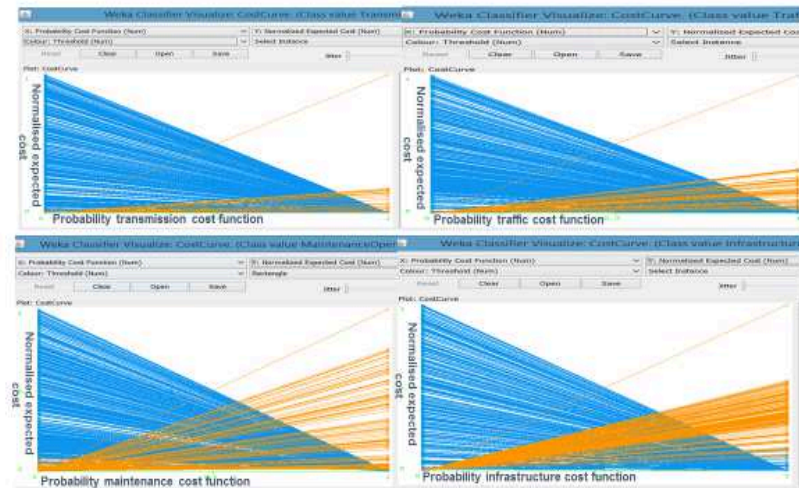 Weka Classifier Visualize: CostCurve. (Class value Transm
X: Probability Cost Function (Num)
Y: Normalized Expected Cost (Num)
Colour: Threshold (Num)
Select Instance
Reset
Clear
Open
Save
Jitter
Plot: CostCurve
Normalised expected
cost
Probability transmission cost function
Weka Classifier Visualize: CostCurve. (Class value Traf
X: Probability Cost Function (Num)
Y: Normalized Expected Cos
Colour: Threshold (Num)
Select Instance
Reset
Clear
Open
Save
Jitter
Plot: CostCurve
Normalised expected
cost
Probability traffic cost function
Weka Classifier Visualize: CostCurve. (Class value MaintenanceOper
X: Probability Cost Function (Num)
Y: Normalized Expected Cost (Num)
Colour: Threshold (Num)
Rectangle
Reset
Clear
Open
Save
Jitter
Plot: CostCurve
Normalised expected
cost
Probability maintenance cost function
Weka Classifier Visualize: CostCurve. (Class value Infrastructur
X: Probability Cost Function (Num)
Y: Normalized Expected Cost (Num)
Colour: Threshold (Num)
Select Instance
Reset
Clear
Open
Save
Jitter
Plot: CostCurve
Normalised expected
cost
Probability infrastructure cost function